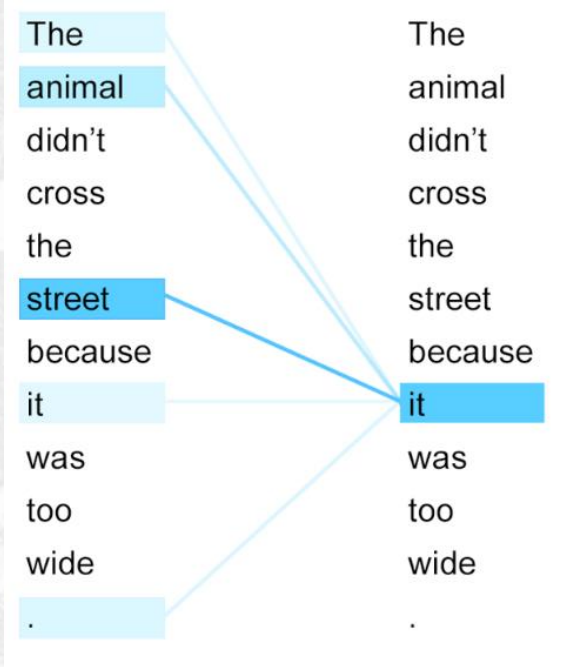 The The
animal animal
didn’t didn’t
cross cross
the the
street street
because because
it it
was was
too too
wide wide
. .